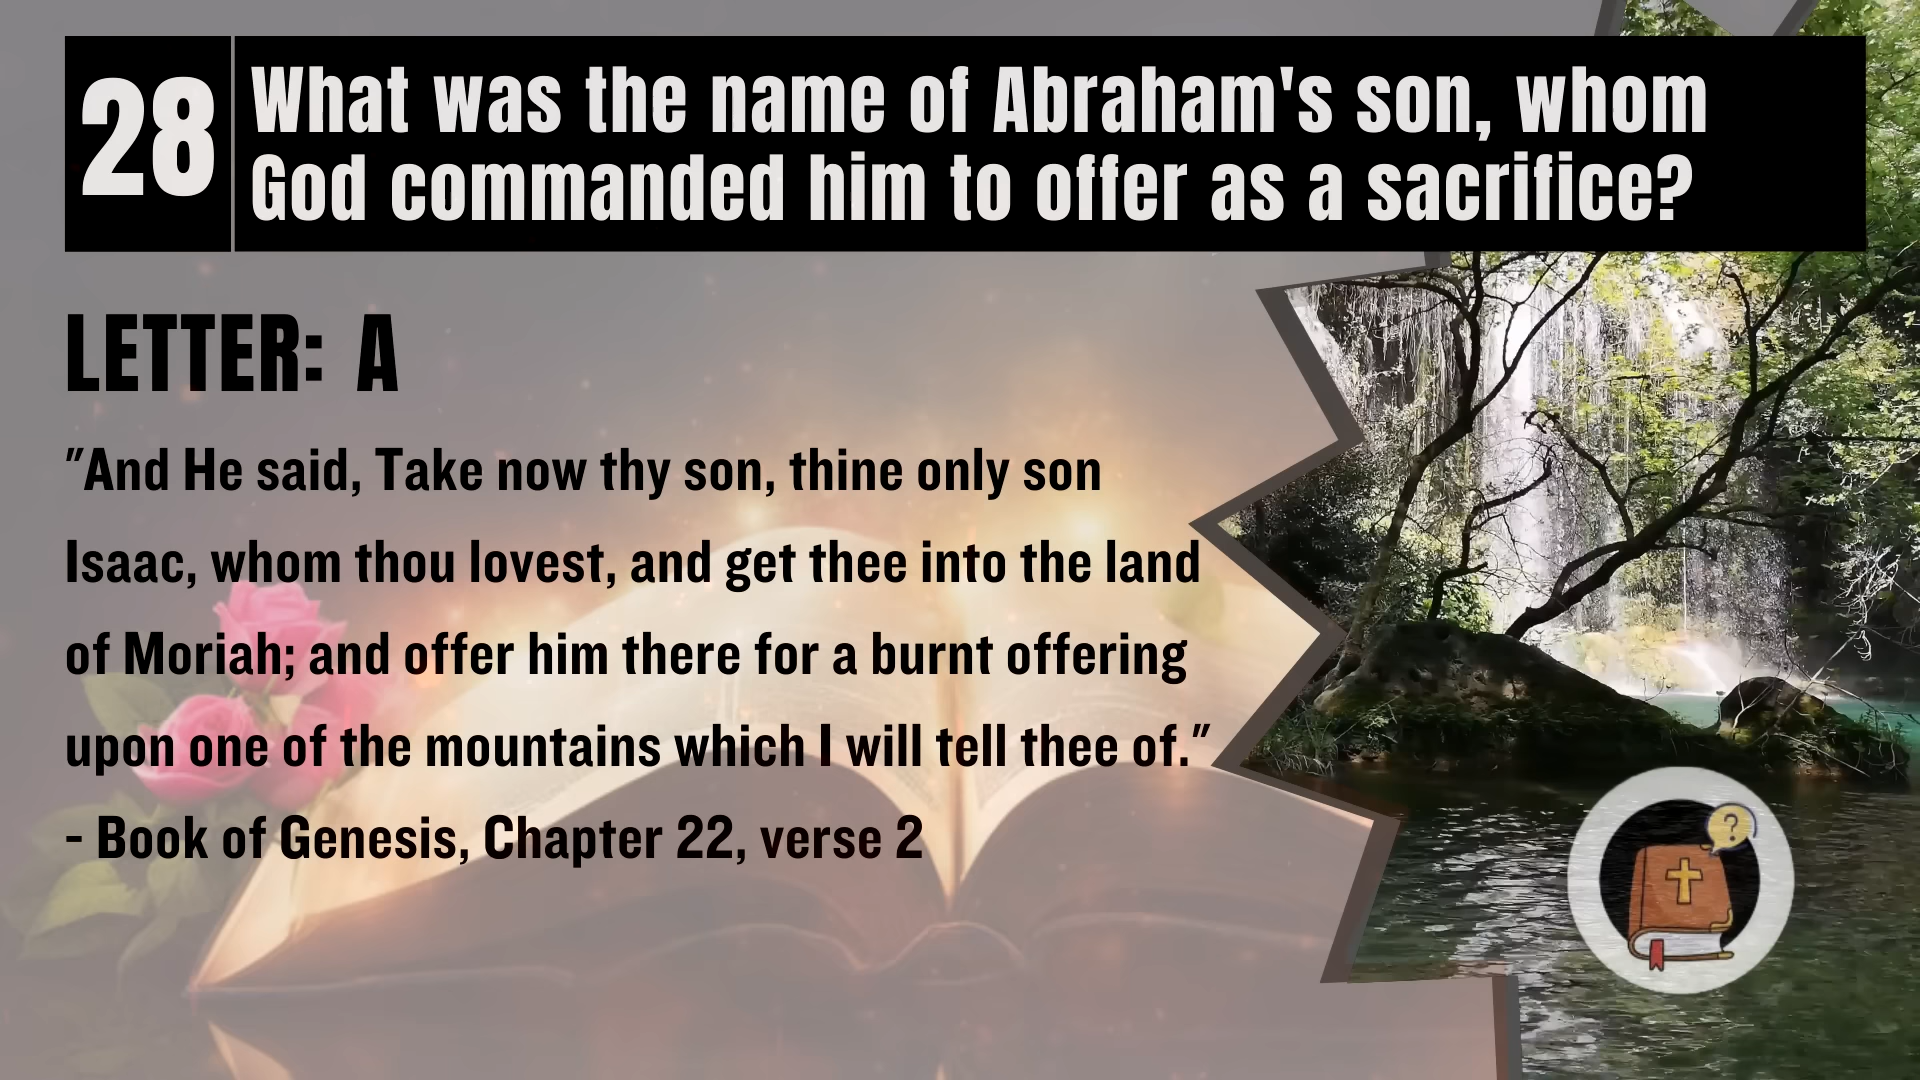 28
What was the name of Abraham's son, whom
God commanded him to offer as a sacrifice?
LETTER: A
"And He said, Take now thy son, thine only son
Isaac, whom thou lovest, and get thee into the land
of Moriah; and offer him there for a burnt offering
upon one of the mountains which I will tell thee of."
- Book of Genesis, Chapter 22, verse 2
?